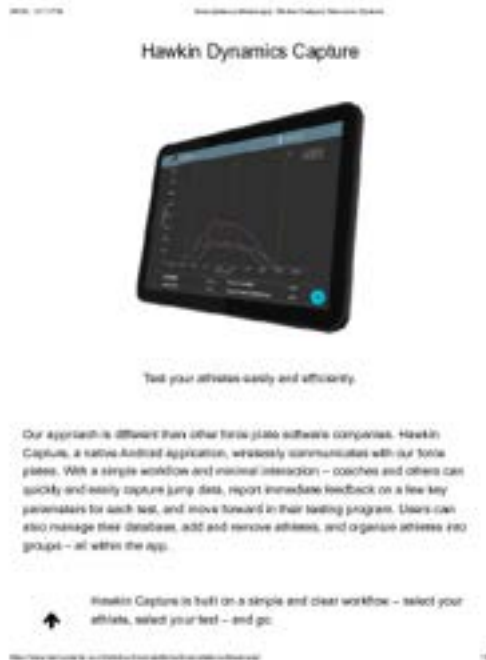 Hawkin Dynamics Capture
Test your athletes easily and efficiently.
Our approach is different than other force plate software companies. Hawkin
Capture, a native Android application, wirelessly communicates with our force
plates. With a simple workflow and minimal interaction – coaches and others can
quickly and easily capture jump data, report immediate feedback on a few key
parameters for each test, and move forward in their testing program. Users can
also manage their database, add and remove athletes, and organize athletes into
groups – all within the app.
Hawkin Capture is built on a simple and clear workflow – select your
athlete, select your test – and go.